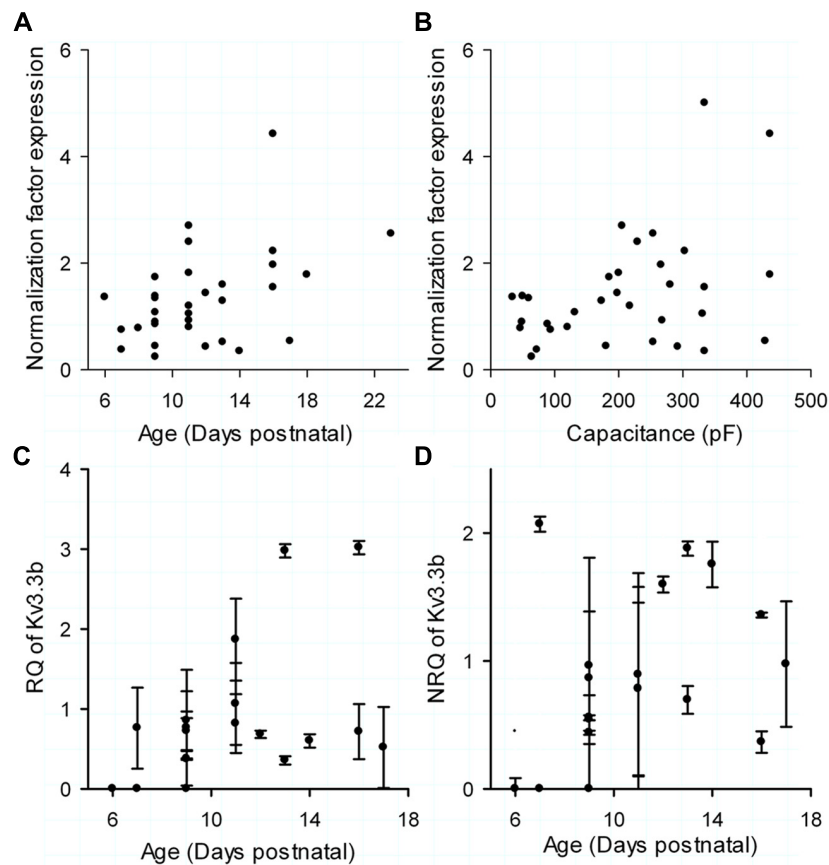 A
B
Normalization factor expression
6
4
2
0
6 10 14 18 22
Age (Days postnatal)
Normalization factor expression
6
4
2
0
0 100 200 300 400 500
Capacitance (pF)
C
D
RQ of Kv3.3b
4
3
2
1
0
6 10 14 18
Age (Days postnatal)
NRQ of Kv3.3b
2
1
0
6 10 14 18
Age (Days postnatal)